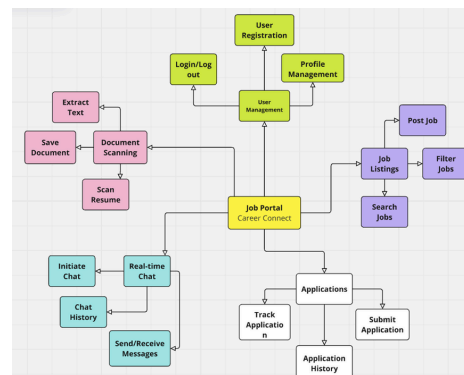 User
Registration
Login/Log
out
Profile
Management
User
Management
Extract
Text
Save
Document
Document
Scanning
Scan
Resume
Post Job
Job
Listings
Filter
Jobs
Search
Jobs
Job Portal
Career Connect
Initiate
Chat
Real-time
Chat
Chat
History
Send/Receive
Messages
Applications
Track
Applicatio
n
Submit
Application
Application
History